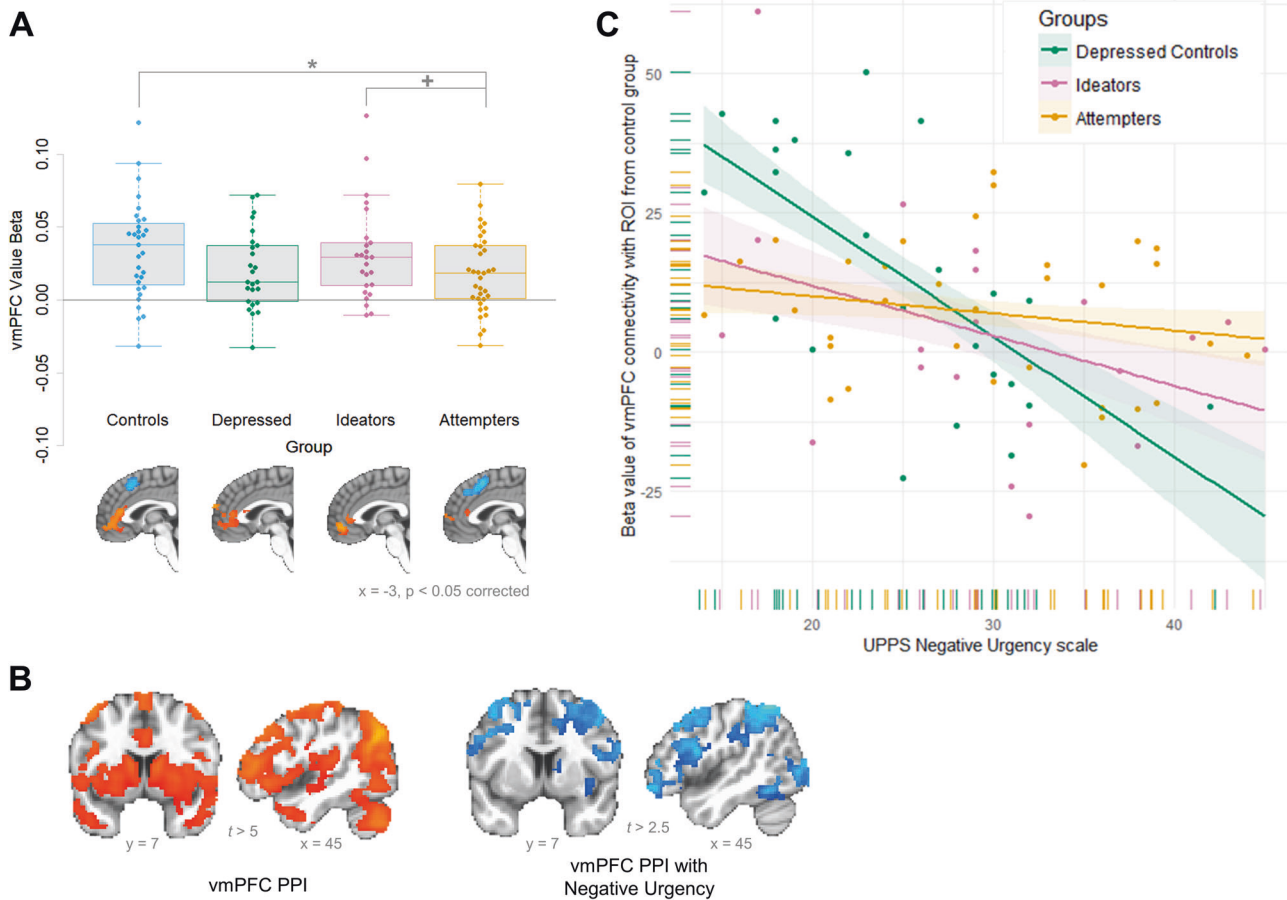 A
*
+
vmPFC Value Beta
0.10
0.05
0.00
-0.05
-0.10
Controls
Depressed
Ideators
Attempters
Group
x = -3, p < 0.05 corrected
C
Groups
Depressed Controls
Ideators
Attempters
Beta value of vmPFC connectivity with ROI from control group
50
25
0
-25
20
30
40
UPPS Negative Urgency scale
B
y = 7
t > 5
x = 45
vmPFC PPI
y = 7
t > 2.5
x = 45
vmPFC PPI with
Negative Urgency